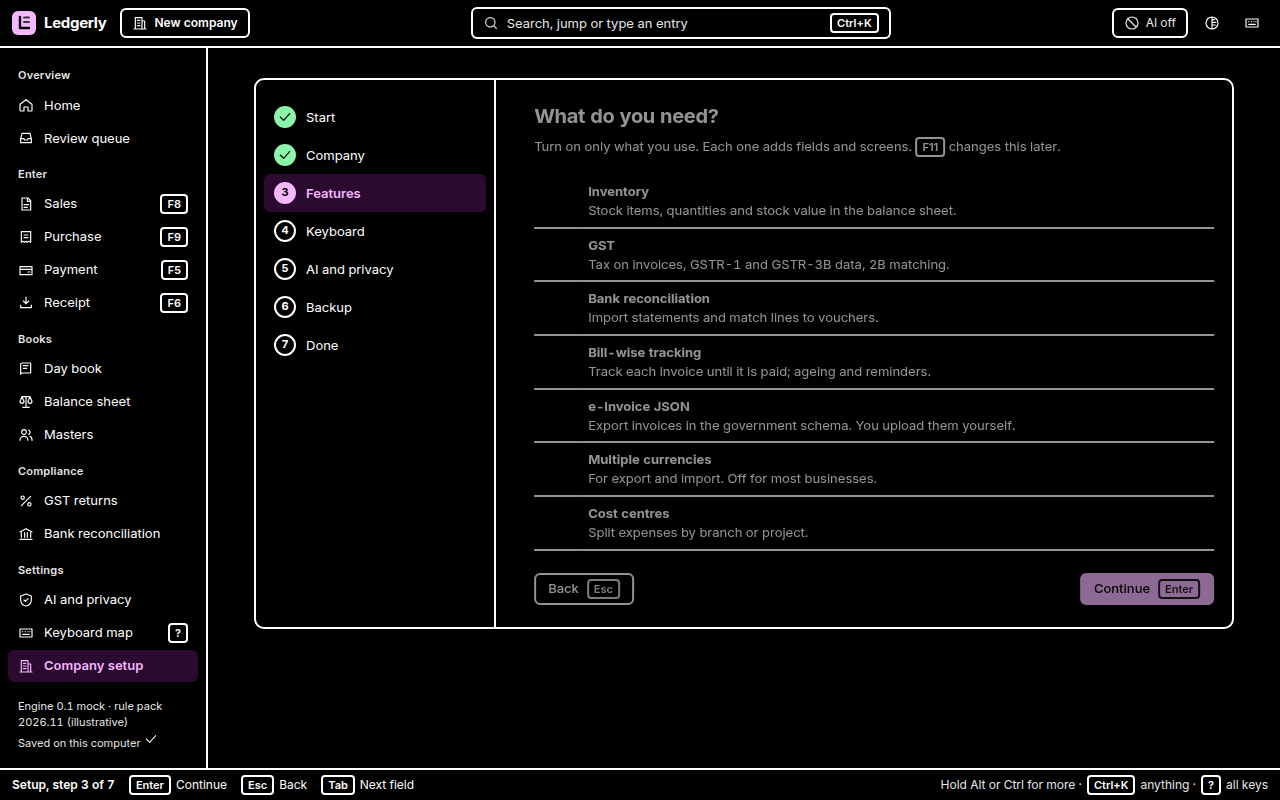 Ledgerly
New company
Search, jump or type an entry
Ctrl+K
AI off
Overview
Home
Review queue
Enter
Sales F8
Purchase F9
Payment F5
Receipt F6
Books
Day book
Balance sheet
Masters
Compliance
GST returns
Bank reconciliation
Settings
AI and privacy
Keyboard map ?
Company setup
Engine 0.1 mock · rule pack
2026.11 (illustrative)
Saved on this computer
Start
Company
3 Features
4 Keyboard
5 AI and privacy
6 Backup
7 Done
What do you need?
Turn on only what you use. Each one adds fields and screens. F11 changes this later.
Inventory
Stock items, quantities and stock value in the balance sheet.
GST
Tax on invoices, GSTR-1 and GSTR-3B data, 2B matching.
Bank reconciliation
Import statements and match lines to vouchers.
Bill-wise tracking
Track each invoice until it is paid; ageing and reminders.
e-Invoice JSON
Export invoices in the government schema. You upload them yourself.
Multiple currencies
For export and import. Off for most businesses.
Cost centres
Split expenses by branch or project.
Back Esc
Continue Enter
Setup, step 3 of 7 Enter Continue Esc Back Tab Next field
Hold Alt or Ctrl for more · Ctrl+K anything · ? all keys